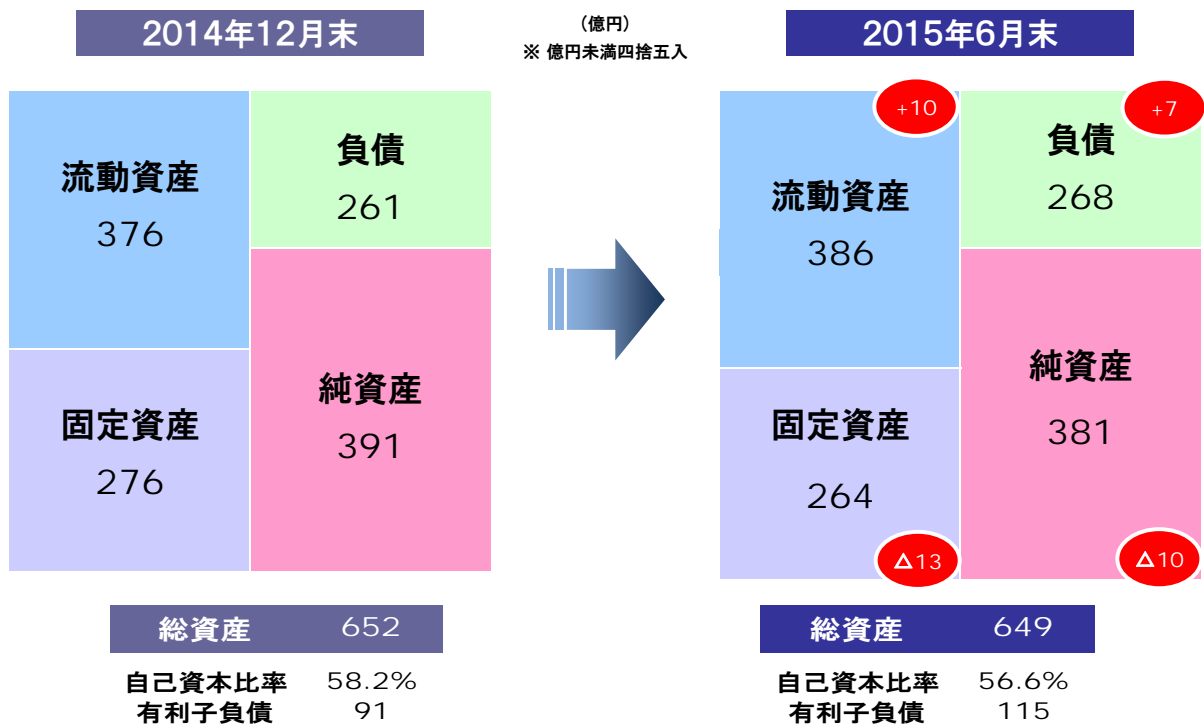 2014年12月末
(億円)
※ 億円未満四捨五入
2015年6月末
流動資産
376
負債
261
固定資産
276
純資産
391
+10
+7
流動資産
386
負債
268
固定資産
264
純資産
381
△13
△10
総資産 652
自己資本比率 58.2%
有利子負債 91
総資産 649
自己資本比率 56.6%
有利子負債 115